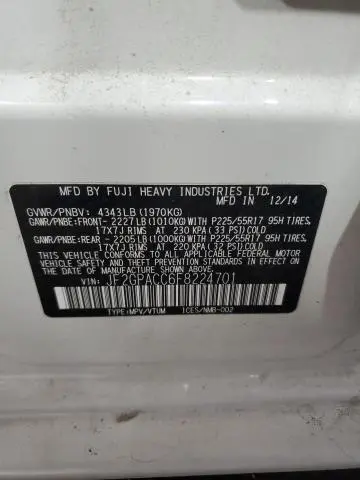 MFD BY FUJI HEAVY INDUSTRIES LTD.
12/14
GVWR/PNBV: 4343LB(1970KG)
GAWR/PNBE:FRONT- 2227LB(1010KG)WITH P225/55R17 95H TIRES,
17X7J RIMS AT 230 KPA(33 PSI)COLD
GAWR/PNBE:REAR -2205LB(1000KG)WITH P225/55R17 95H TIRES,
17X7J RIMS AT 220 KPA(32 PSI)COLD
THIS VEHICLE CONFORMS TO ALL APPLICABLE FEDERAL MOTOR
VEHICLE SAFETY, BUMPER, AND THEFT PREVENTION STANDARDS
IN EFFECT ON THE DATE OF MANUFACTURE SHOWN ABOVE.
VIN: JF2GPACC6F8224701
TYPE:MPV/VTUM ICES/NMB-002